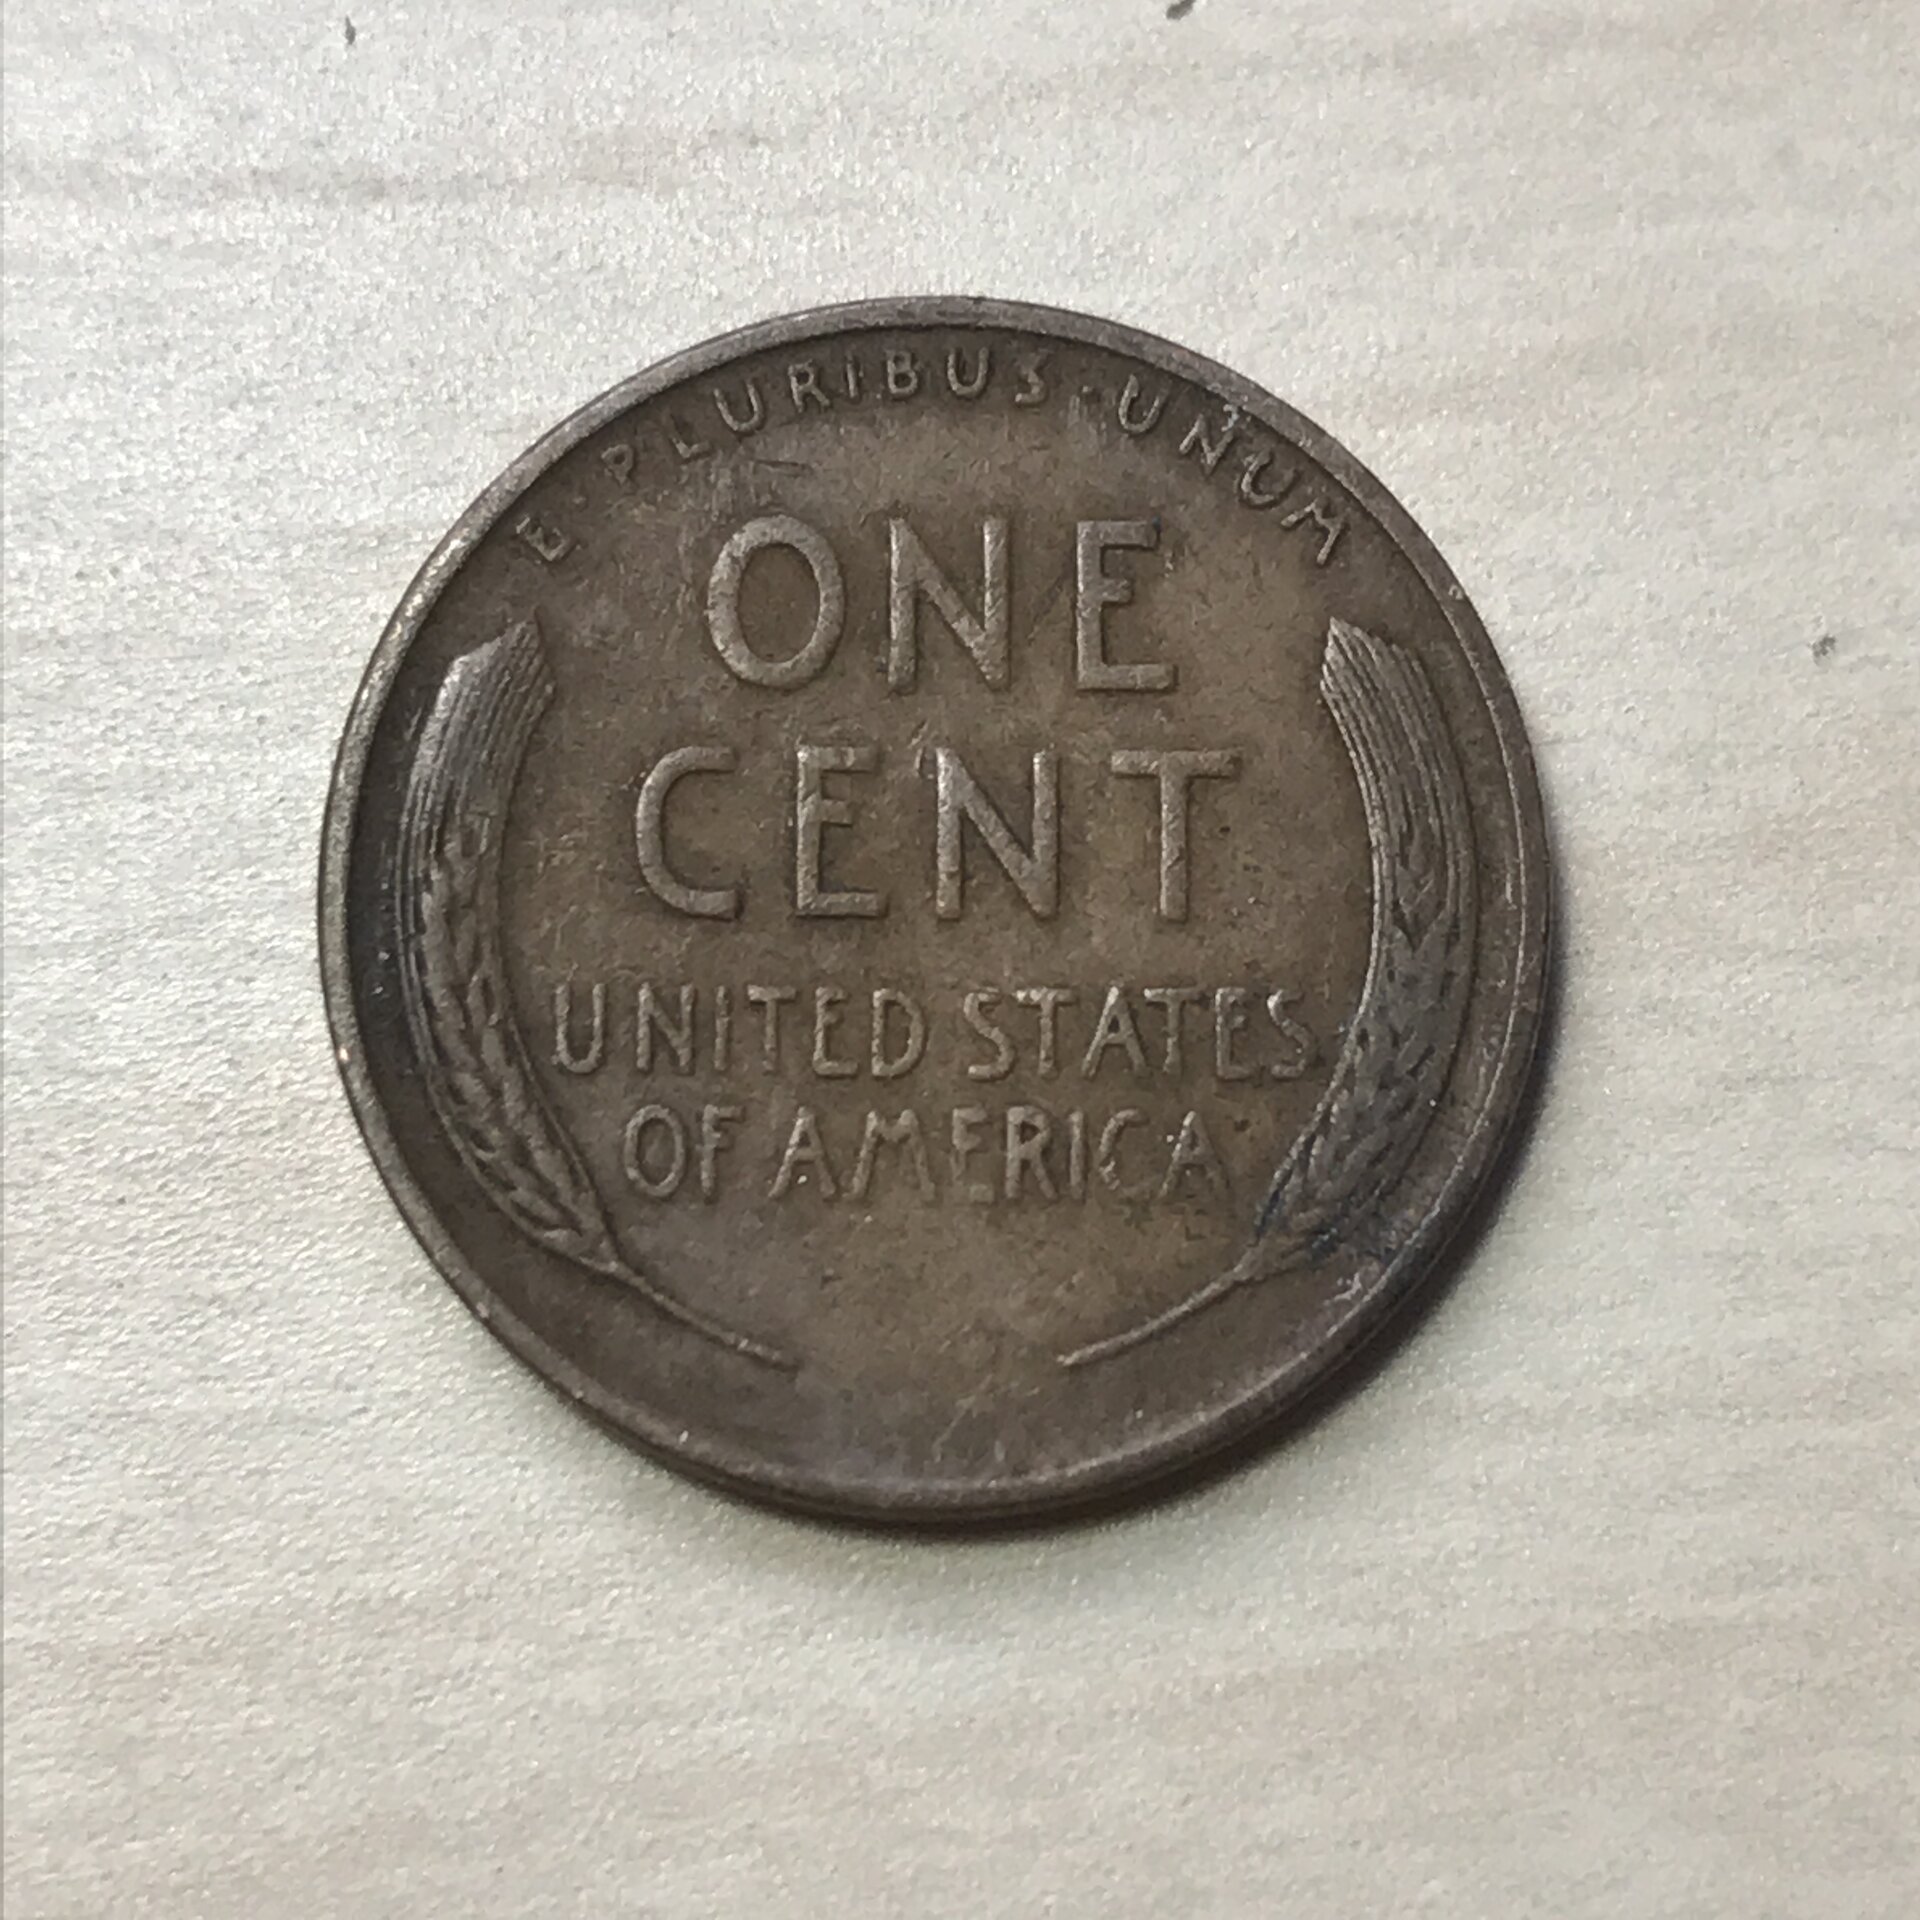 E · PLURIBUS · UNUM
ONE
CENT
UNITED STATES
OF AMERICA